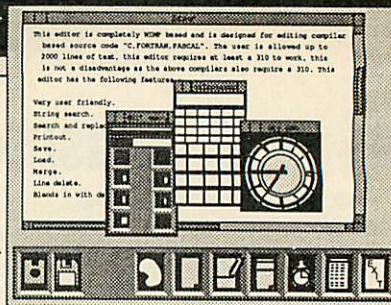 This editor is completely WIMP based and is designed for editing compiler
based source code "C,FORTRAN,PASCAL". The user is allowed up to
2000 lines of text, this editor requires at least a 310 to work, this
is not a disadvantage as the above compilers also require a 310. This
editor has the following features
Very user friendly.
String search.
Search and repla
Printout.
Save.
Load.
Merge.
Line delete.
Blends in with de